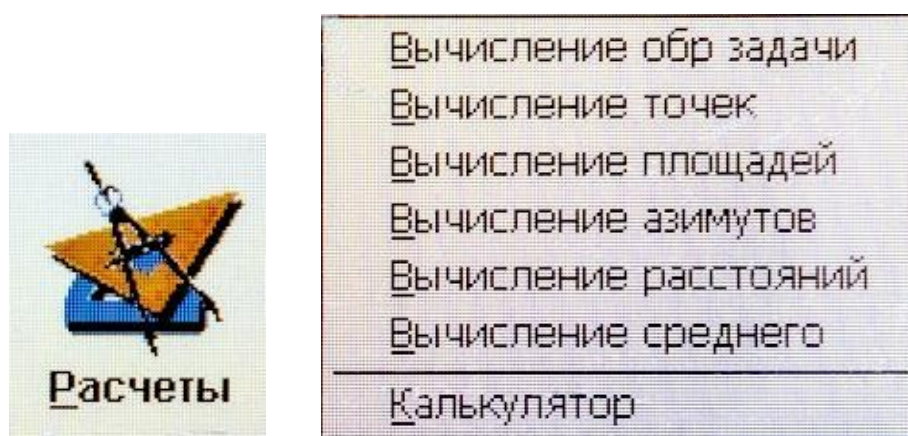 Расчеты
Вычисление обр задачи
Вычисление точек
Вычисление площадей
Вычисление азимутов
Вычисление расстояний
Вычисление среднего
Калькулятор